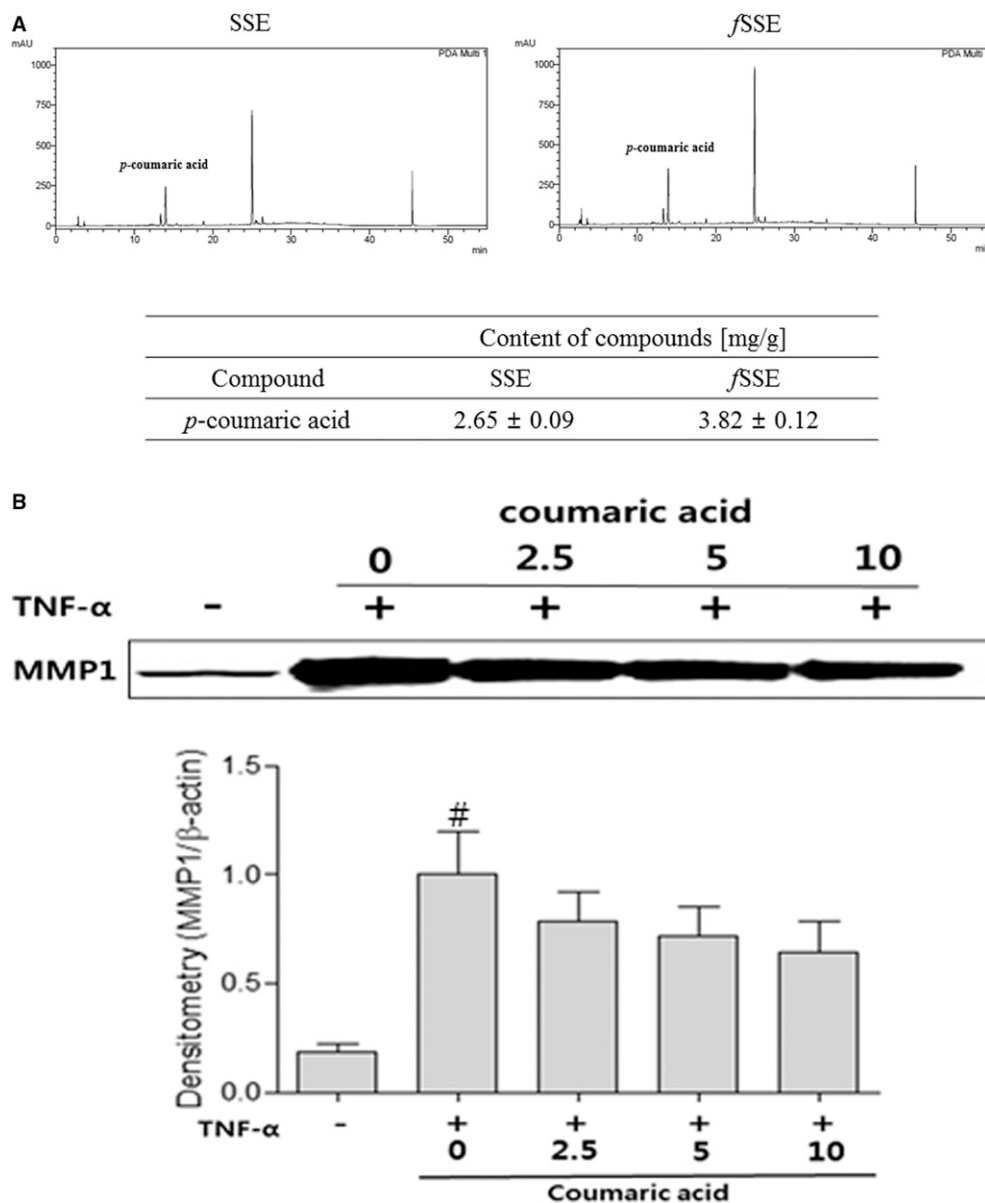 A
SSE
fSSE
mAU
PDA Multi 1
1000
750
500
250
0
p-coumaric acid
0 10 20 30 40 50
min
mAU
PDA Multi
1000
750
500
250
0
p-coumaric acid
0 10 20 30 40 50
Content of compounds [mg/g]
Compound SSE fSSE
p-coumaric acid 2.65 ± 0.09 3.82 ± 0.12
B
coumaric acid
0 2.5 5 10
TNF-α - + + + +
MMP1
Densitometry (MMP1/β-actin)
1.5
1.0
0.5
0.0
#
TNF-α - + + + +
0 2.5 5 10
Coumaric acid